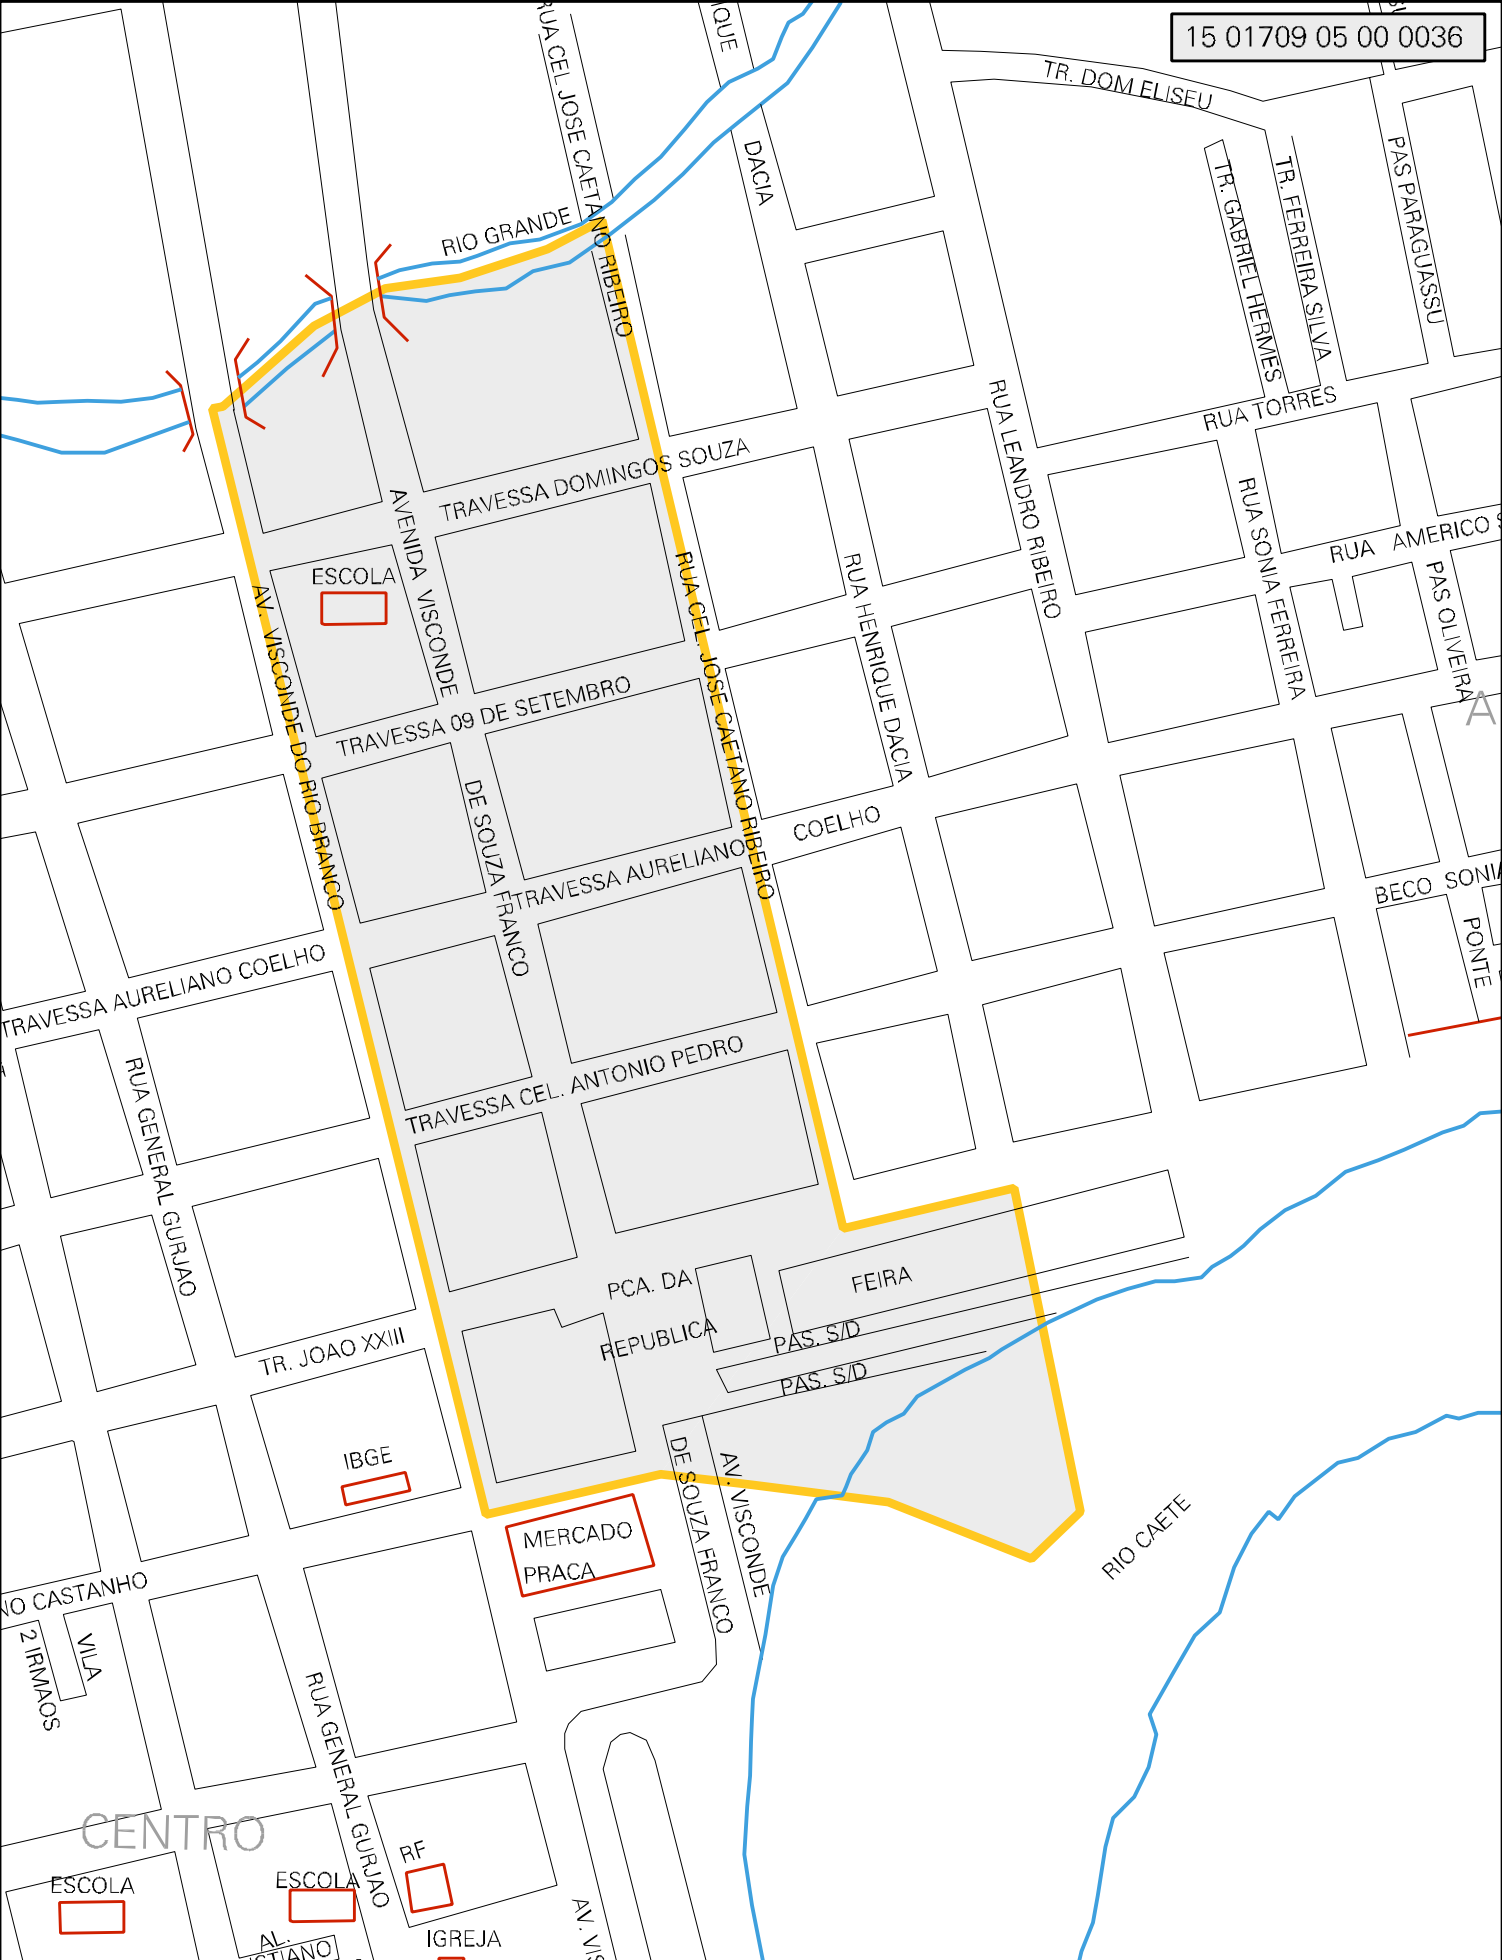 15 01709 05 00 0036
RUA CEL JOSE CAETANO RIBEIRO
DACIA
TR. DOM ELISEU
TR. GABRIEL HERMES
TR. FERREIRA SILVA
PAS PARAGUASSU
RIO GRANDE
RUA TORRES
RUA LEANDRO RIBEIRO
TRAVESSA DOMINGOS SOUZA
RUA SONIA FERREIRA
RUA AMERICO
PAS OLIVEIRA
AVENIDA VISCONDE
ESCOLA
RUA CEL. JOSE CAETANO RIBEIRO
RUA HENRIQUE DACIA
AV. VISCONDE DO RIO BRANCO
TRAVESSA 09 DE SETEMBRO
A
DE SOUZA FRANCO
COELHO
TRAVESSA AURELIANO
BECO SONIA
PONTE
TRAVESSA AURELIANO COELHO
TRAVESSA CEL. ANTONIO PEDRO
RUA GENERAL GURJAO
PCA. DA
REPUBLICA
FEIRA
PAS. S/D
PAS. S/D
TR. JOAO XXIII
IBGE
DE SOUZA FRANCO
AV. VISCONDE
MERCADO
PRACA
RIO CAETE
NO CASTANHO
2 IRMAOS
VILA
RUA GENERAL GURJAO
CENTRO
RF
ESCOLA
ESCOLA
AL.
IGREJA
AV. VIS